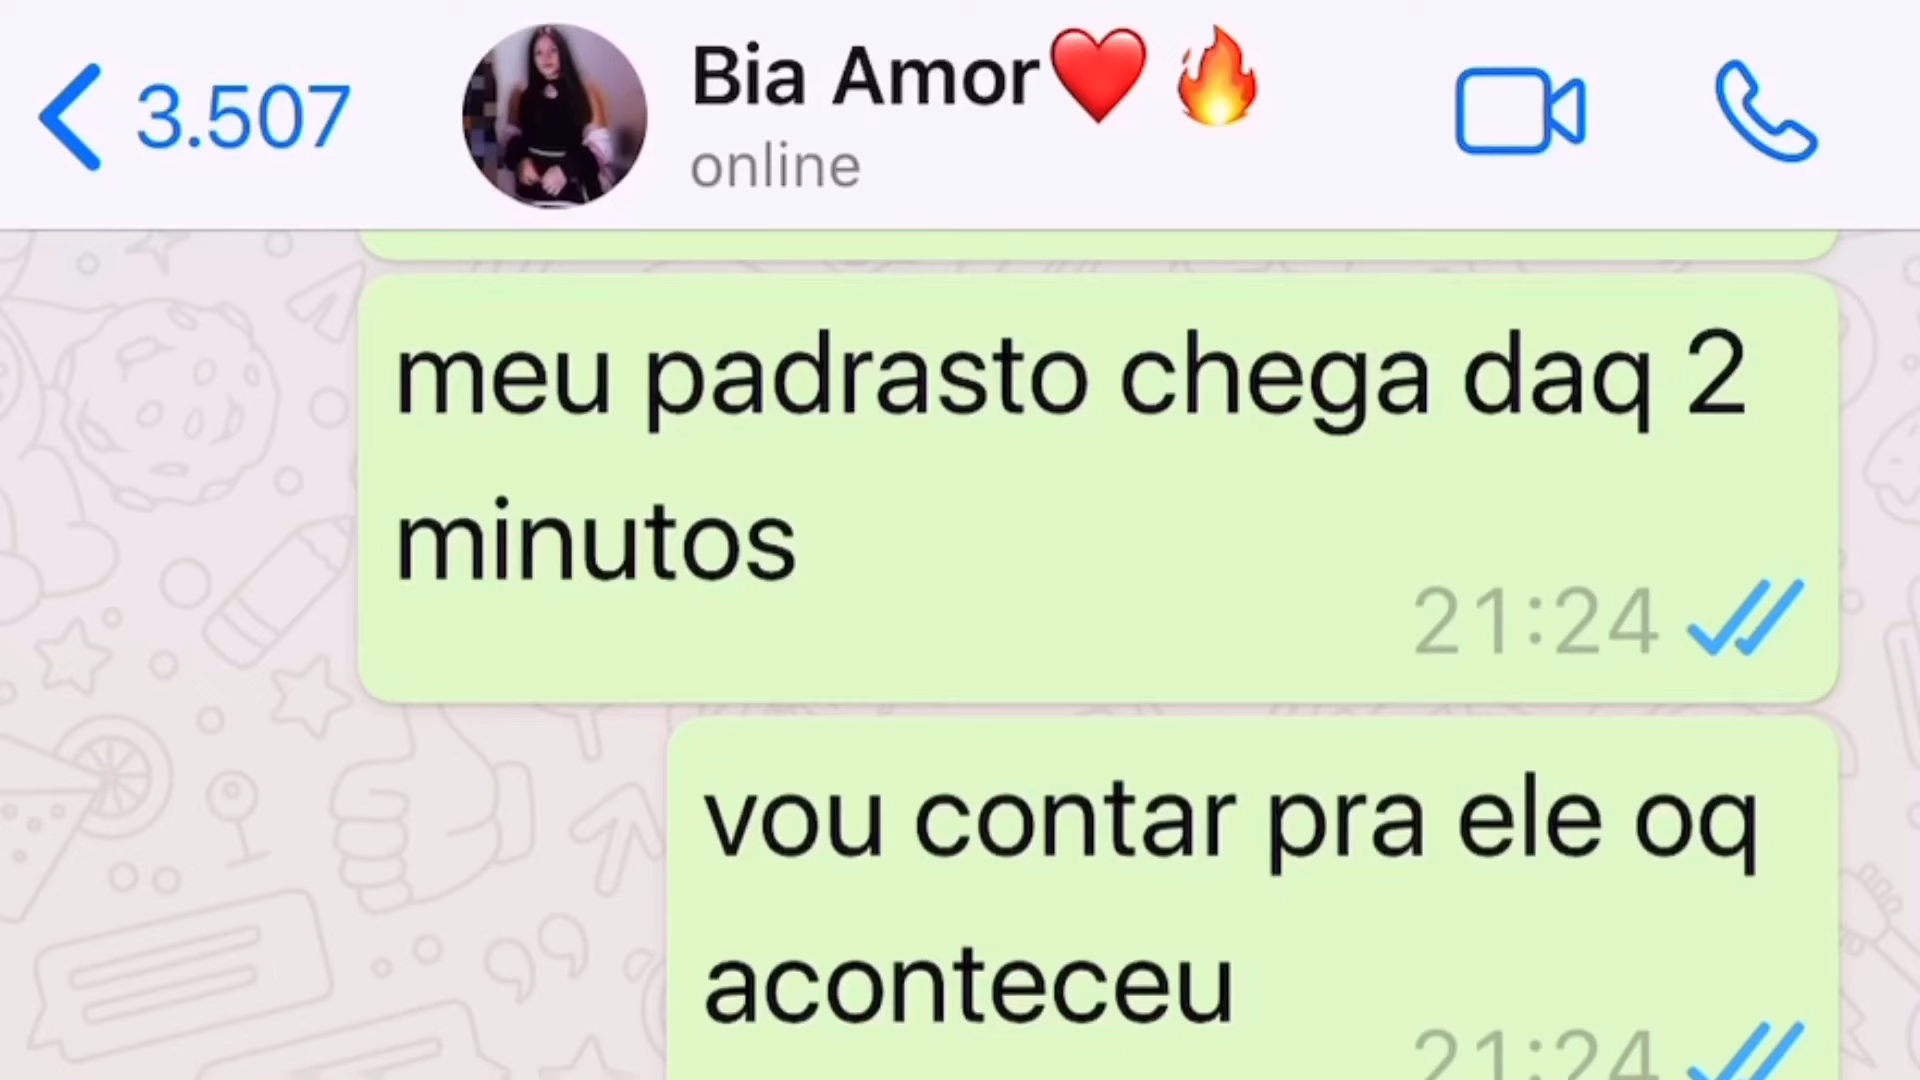 3.507
Bia Amor❤️🔥
online
meu padrasto chega daq 2
minutos
21:24
vou contar pra ele oq
aconteceu
21:24